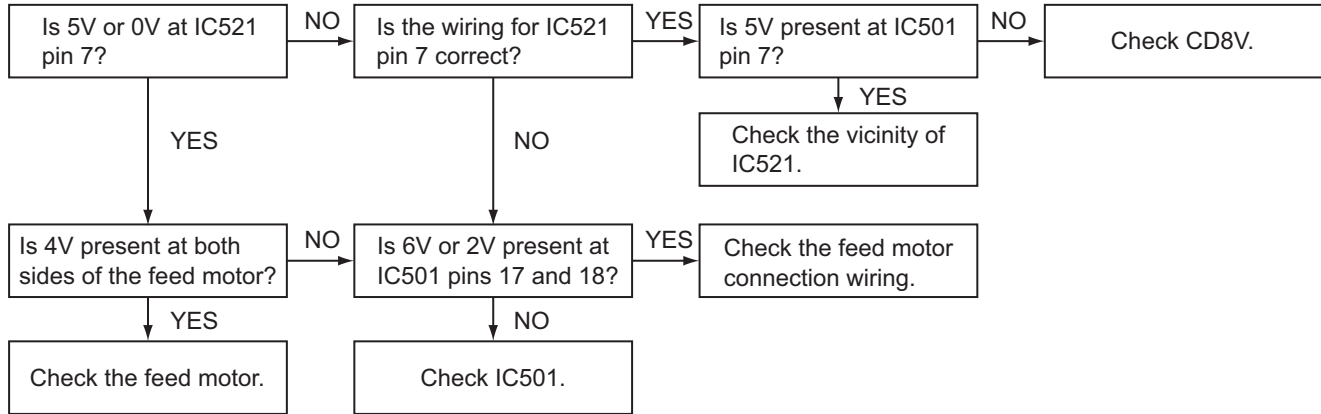 Is 5V or 0V at IC521
pin 7?
NO
Is the wiring for IC521
pin 7 correct?
YES
Is 5V present at IC501
pin 7?
NO
Check CD8V.
YES
Check the vicinity of
IC521.
YES
NO
Is 4V present at both
sides of the feed motor?
NO
Is 6V or 2V present at
IC501 pins 17 and 18?
YES
Check the feed motor
connection wiring.
YES
Check the feed motor.
NO
Check IC501.